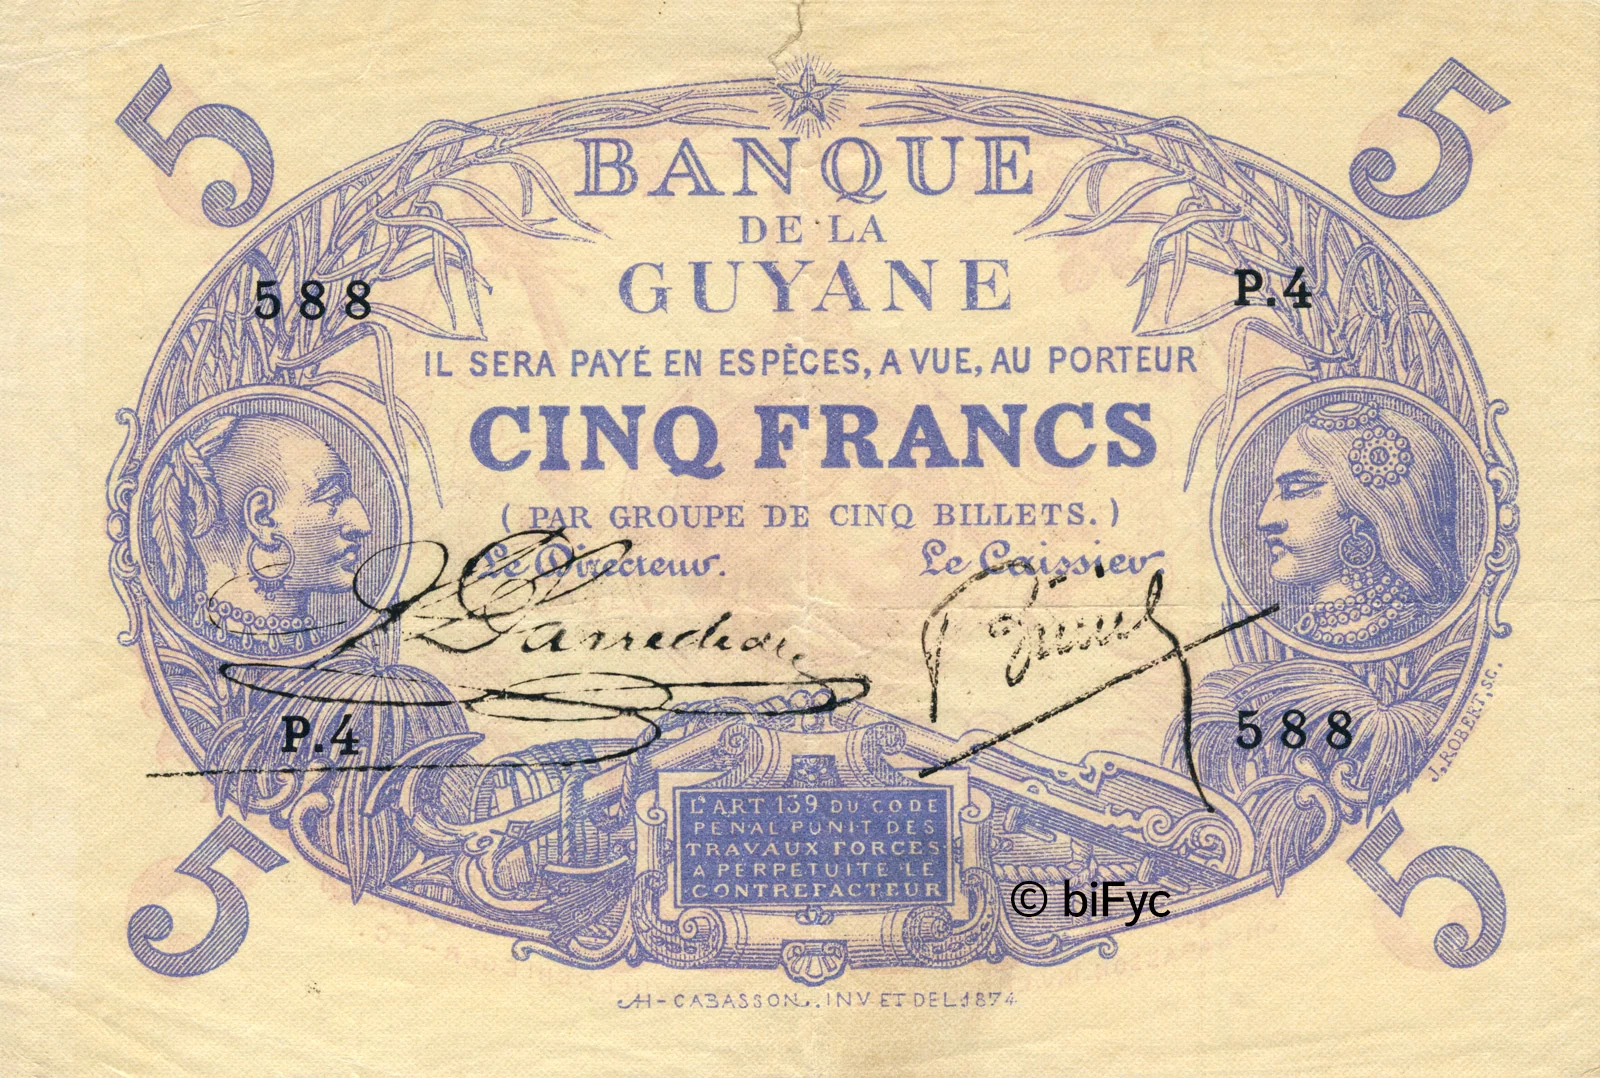 5 5
BANQUE
DE LA
GUYANE
588 P.4
IL SERA PAYÉ EN ESPÈCES, A VUE, AU PORTEUR
CINQ FRANCS
(PAR GROUPE DE CINQ BILLETS.)
Le Directeur. Le Caissier.
P.4 588
J. ROBERT, SC.
L'ART 139 DU CODE
PENAL PUNIT DES
TRAVAUX FORCES
A PERPETUITE LE
CONTREFACTEUR
© biFyc
5 5
AH-CABASSON. INV ET DEL 1874